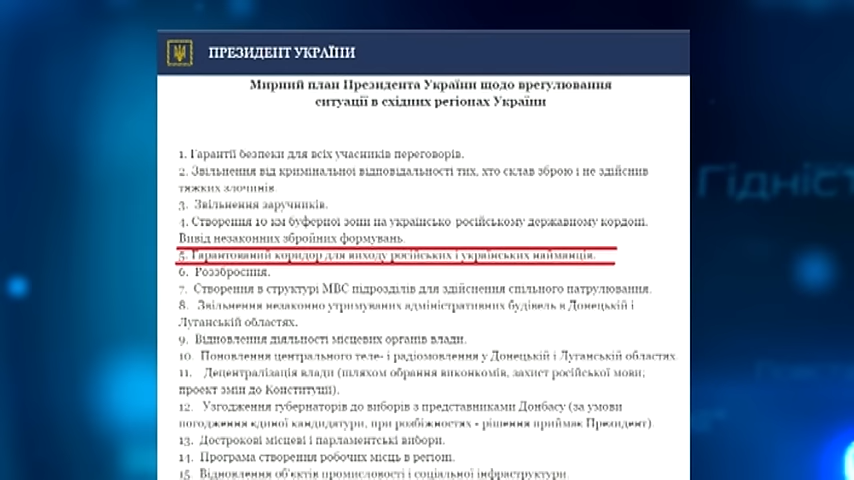 ПРЕЗИДЕНТ УКРАЇНИ
Мирний план Президента України щодо врегулювання
ситуації в східних регіонах України
1. Гарантії безпеки для всіх учасників переговорів.
2. Звільнення від кримінальної відповідальності тих, хто склав зброю і не здійснив
тяжких злочинів.
3. Звільнення заручників.
4. Створення 10 км буферної зони на українсько-російському державному кордоні.
Вивід незаконних збройних формувань.
5. Гарантований коридор для виходу російських і українських найманців.
6. Роззброєння.
7. Створення в структурі МВС підрозділів для здійснення спільного патрулювання.
8. Звільнення незаконно утримуваних адміністративних будівель в Донецькій і
Луганській областях.
9. Відновлення діяльності місцевих органів влади.
10. Поновлення центрального теле- і радіомовлення у Донецькій і Луганській областях.
11. Децентралізація влади (шляхом обрання виконкомів, захист російської мови;
проект змін до Конституції).
12. Узгодження губернаторів до виборів з представниками Донбасу (за умови
погодження єдиної кандидатури, при розбіжностях - рішення приймає Президент).
13. Дострокові місцеві і парламентські вибори.
14. Програма створення робочих місць в регіоні.
15 Відновлення об'єктів промисловості і соціальної інфраструктури.
Гідніст